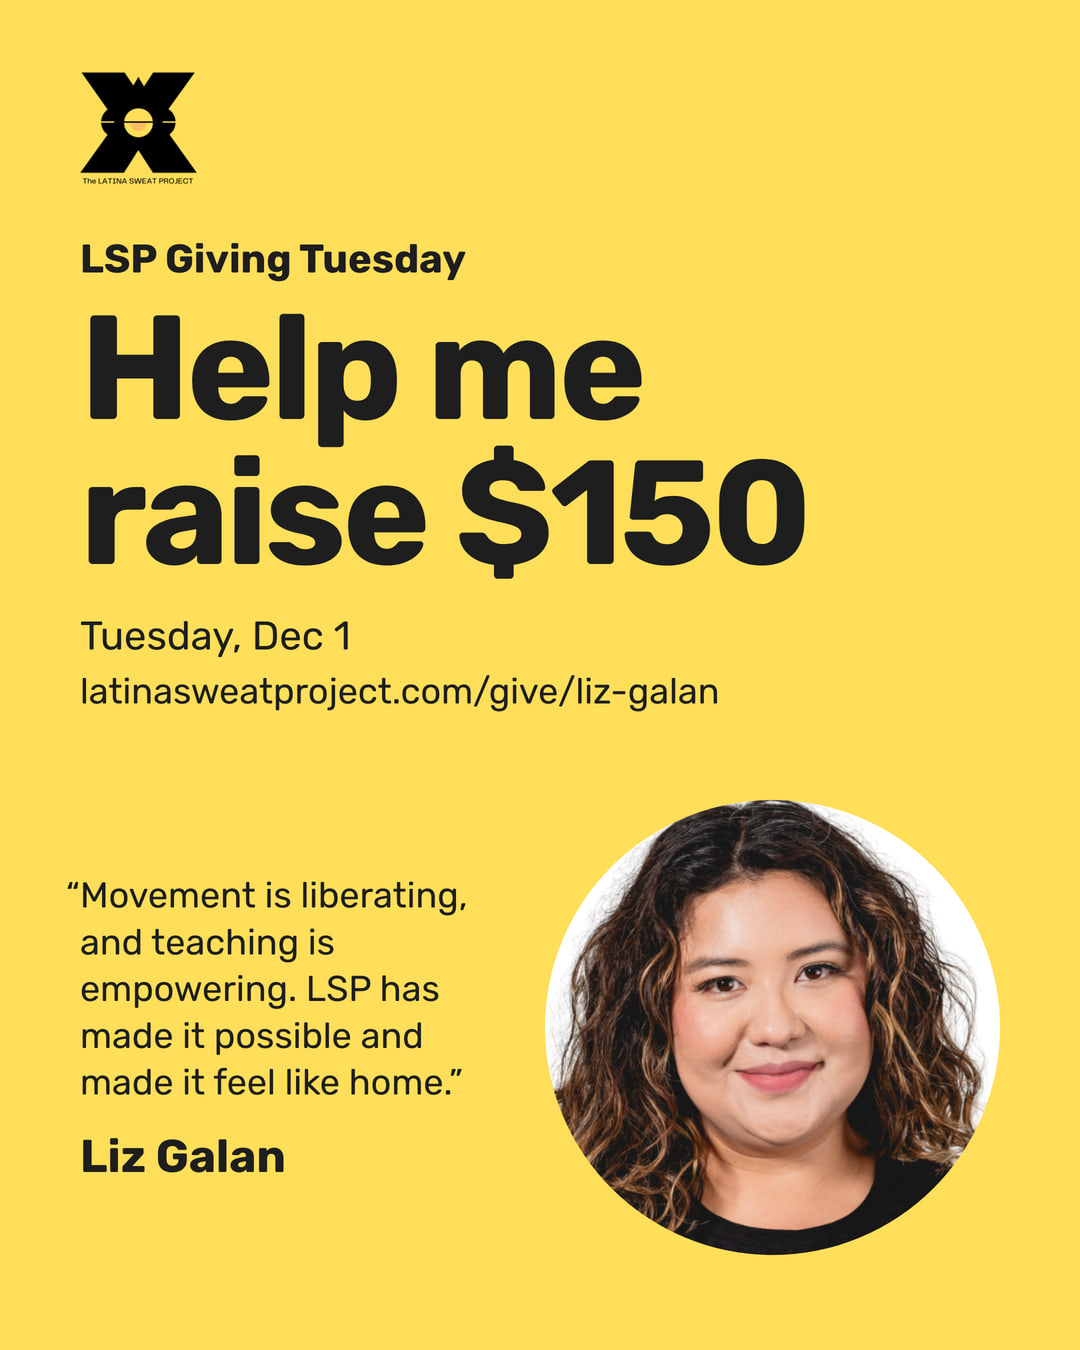 The LATINA SWEAT PROJECT
LSP Giving Tuesday
Help me
raise $150
Tuesday, Dec 1
latinasweatproject.com/give/liz-galan
“Movement is liberating,
and teaching is
empowering. LSP has
made it possible and
made it feel like home.”
Liz Galan